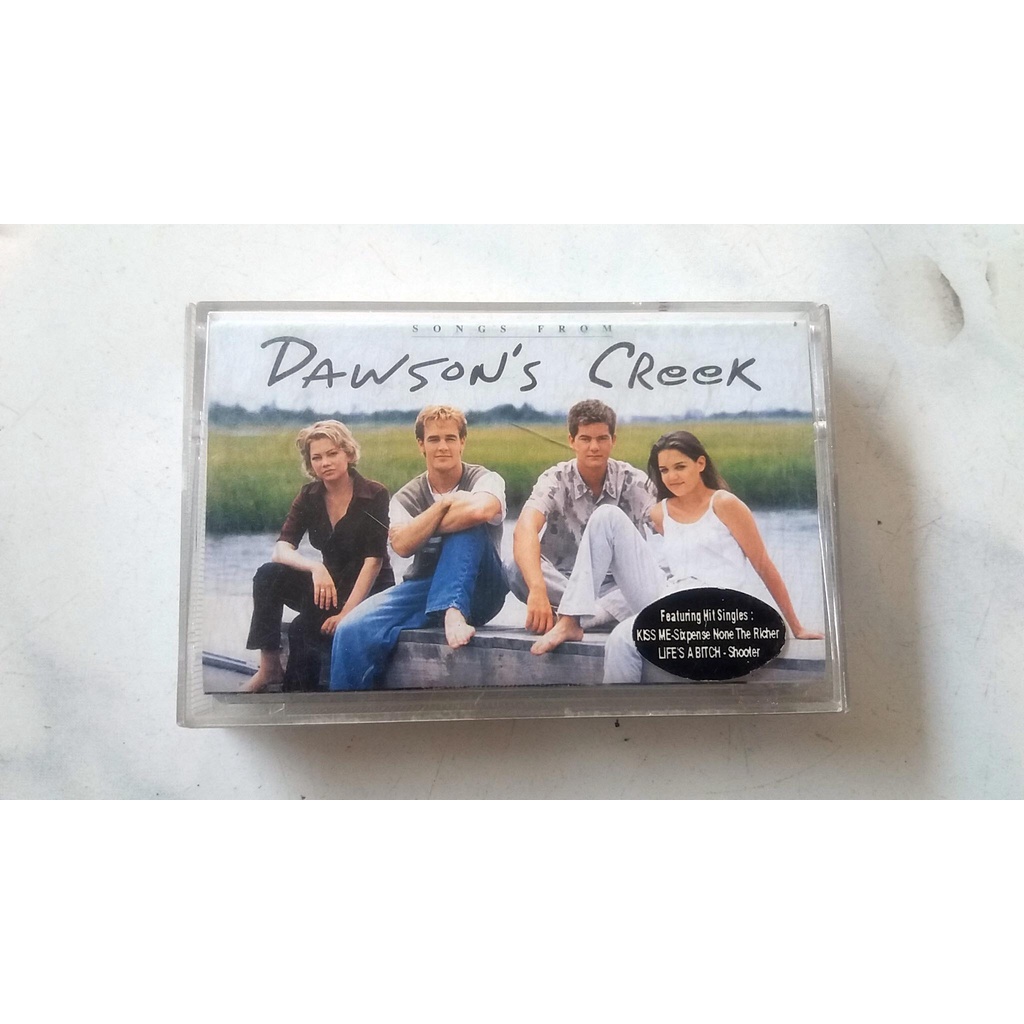 SONGS FROM
DAWSON'S CREEK
Featuring Hit Singles :
KISS ME-Sixpense None The Richer
LIFE'S A BITCH - Shooter